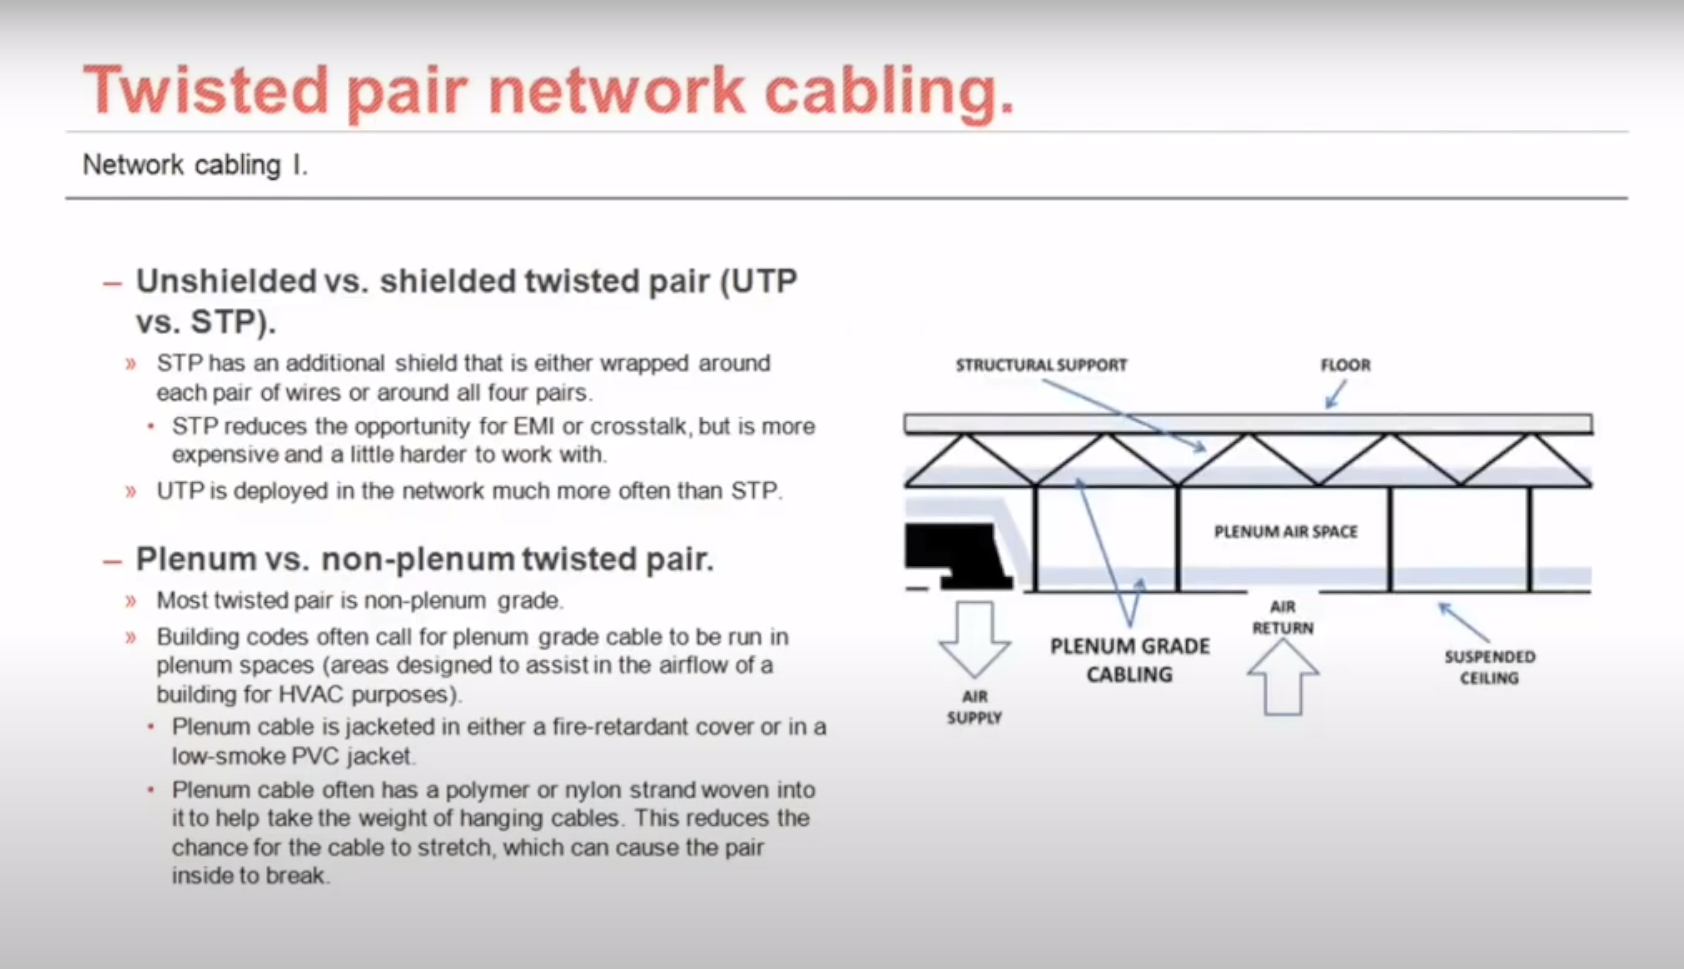 Twisted pair network cabling.
Network cabling I.
– Unshielded vs. shielded twisted pair (UTP
vs. STP).
» STP has an additional shield that is either wrapped around
each pair of wires or around all four pairs.
• STP reduces the opportunity for EMI or crosstalk, but is more
expensive and a little harder to work with.
» UTP is deployed in the network much more often than STP.
– Plenum vs. non-plenum twisted pair.
» Most twisted pair is non-plenum grade.
» Building codes often call for plenum grade cable to be run in
plenum spaces (areas designed to assist in the airflow of a
building for HVAC purposes).
• Plenum cable is jacketed in either a fire-retardant cover or in a
low-smoke PVC jacket.
• Plenum cable often has a polymer or nylon strand woven into
it to help take the weight of hanging cables. This reduces the
chance for the cable to stretch, which can cause the pair
inside to break.
STRUCTURAL SUPPORT
FLOOR
PLENUM AIR SPACE
PLENUM GRADE
CABLING
AIR
RETURN
SUSPENDED
CEILING
AIR
SUPPLY